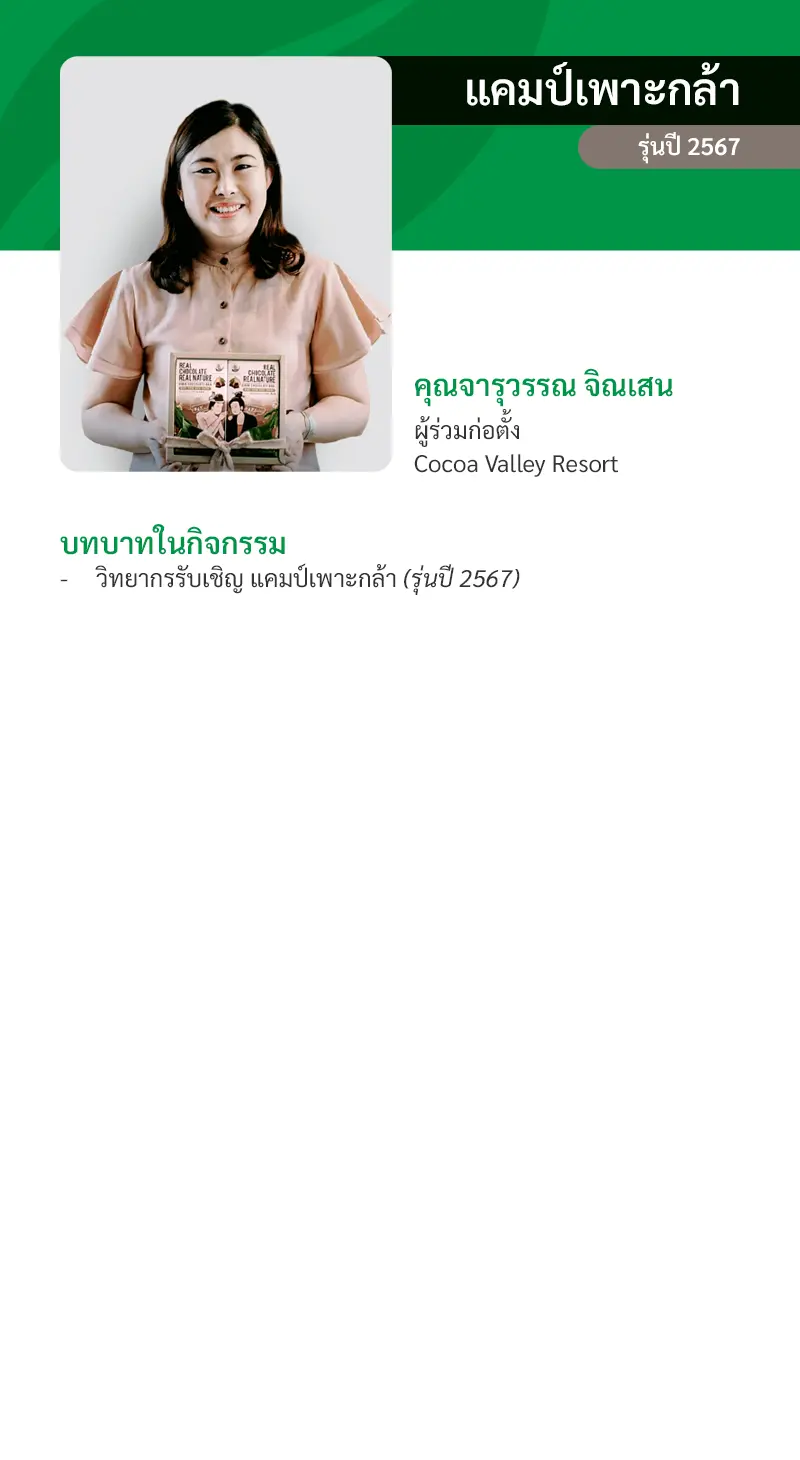 แคมป์เพาะกล้า
รุ่นปี 2567
REAL
CHOCOLATE
REAL NATURE
REAL
CHOCOLATE
REAL NATURE
คุณจารุวรรณ จิณเสน
ผู้ร่วมก่อตั้ง
Cocoa Valley Resort
บทบาทในกิจกรรม
- วิทยากรรับเชิญ แคมป์เพาะกล้า (รุ่นปี 2567)